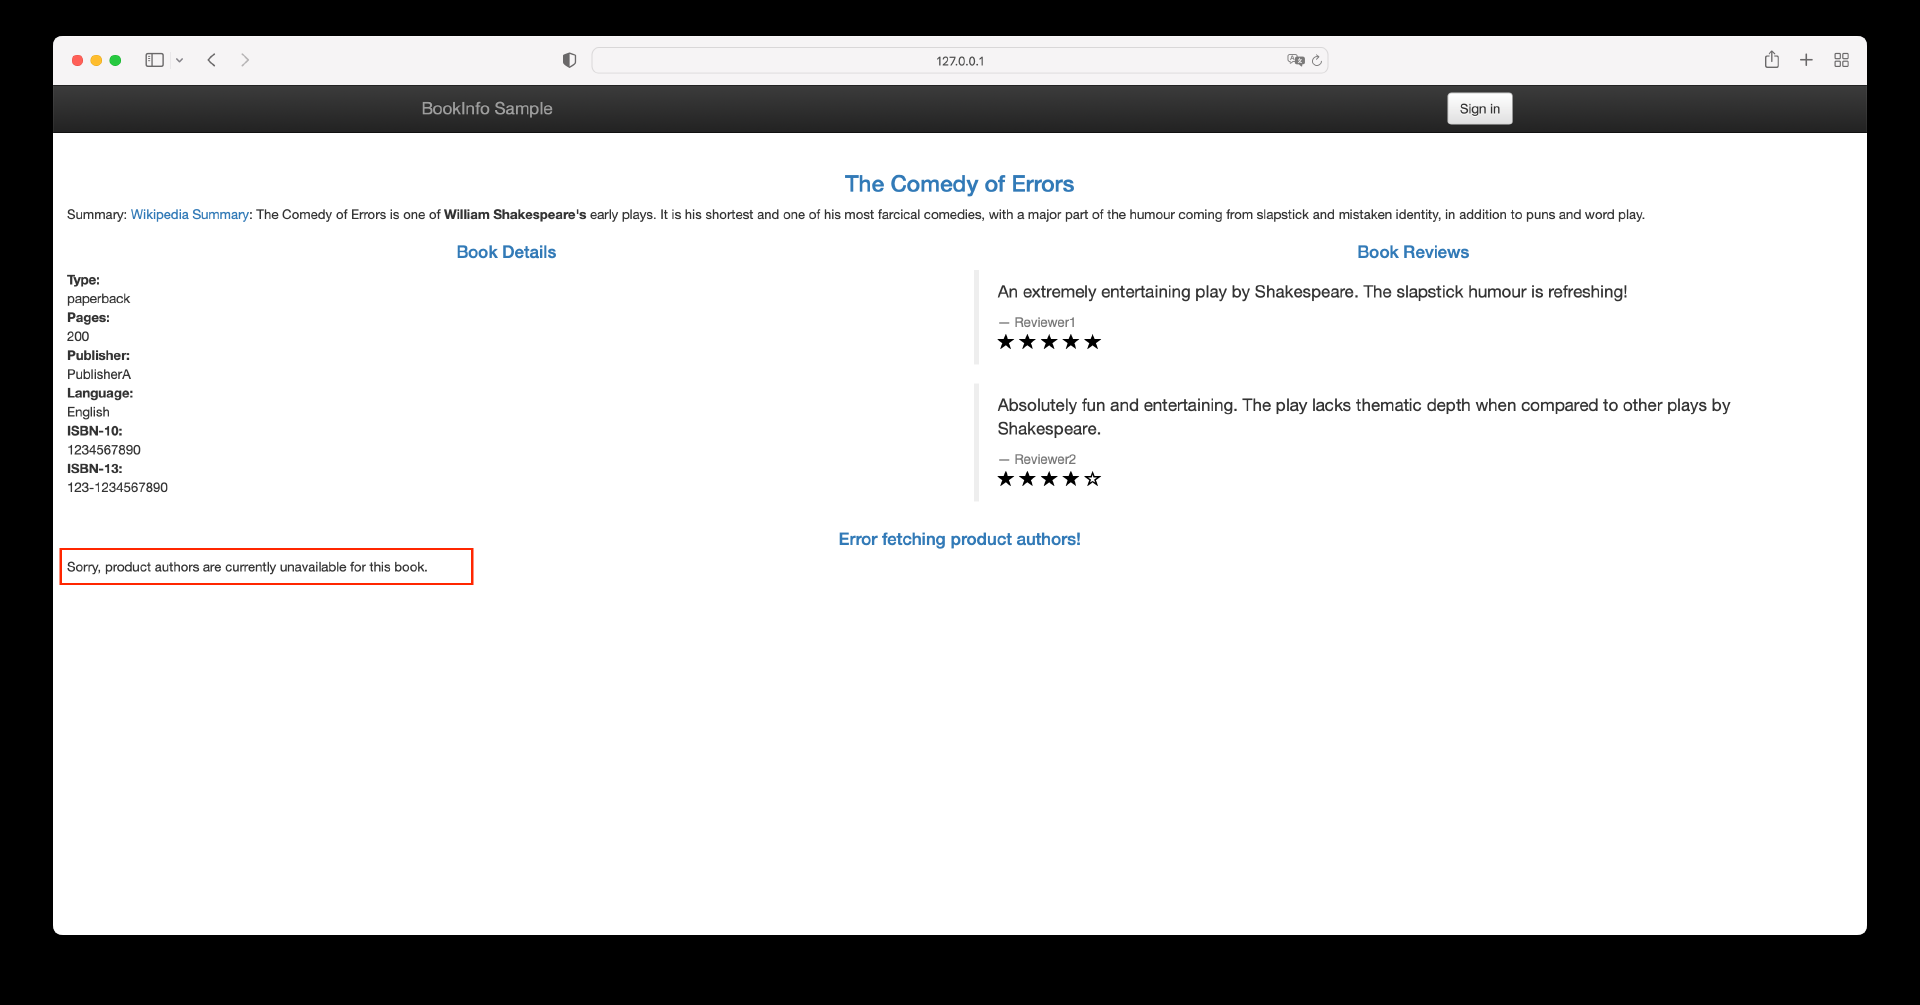 127.0.0.1
BookInfo Sample
Sign in
The Comedy of Errors
Summary: Wikipedia Summary: The Comedy of Errors is one of William Shakespeare's early plays. It is his shortest and one of his most farcical comedies, with a major part of the humour coming from slapstick and mistaken identity, in addition to puns and word play.
Book Details
Type:
paperback
Pages:
200
Publisher:
PublisherA
Language:
English
ISBN-10:
1234567890
ISBN-13:
123-1234567890
Book Reviews
An extremely entertaining play by Shakespeare. The slapstick humour is refreshing!
— Reviewer1
★★★★★
Absolutely fun and entertaining. The play lacks thematic depth when compared to other plays by
Shakespeare.
— Reviewer2
★★★★☆
Error fetching product authors!
Sorry, product authors are currently unavailable for this book.